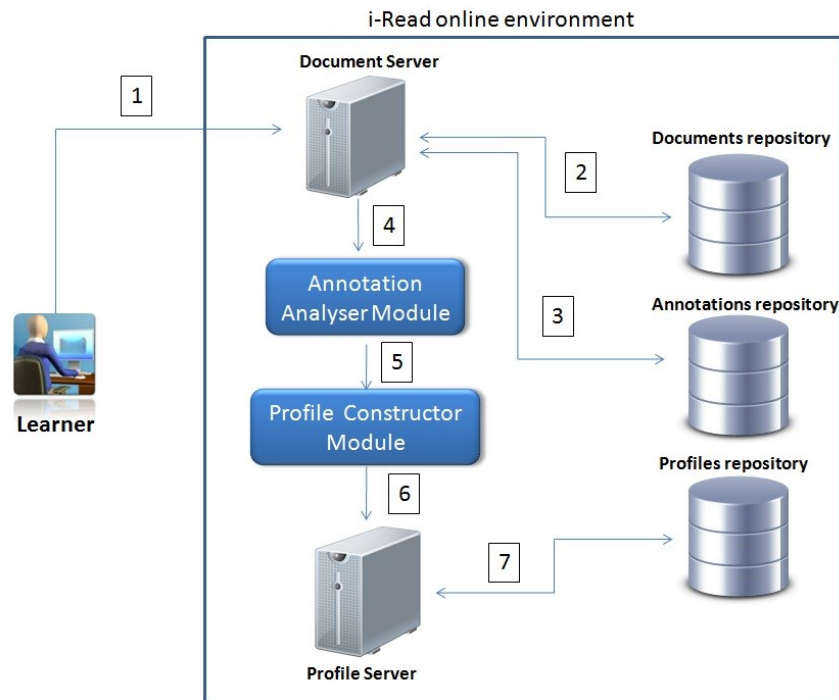 i-Read online environment
Document Server
1
Documents repository
2
4
Annotation
Analyser Module
Annotations repository
3
5
Learner
Profile Constructor
Module
Profiles repository
6
7
Profile Server